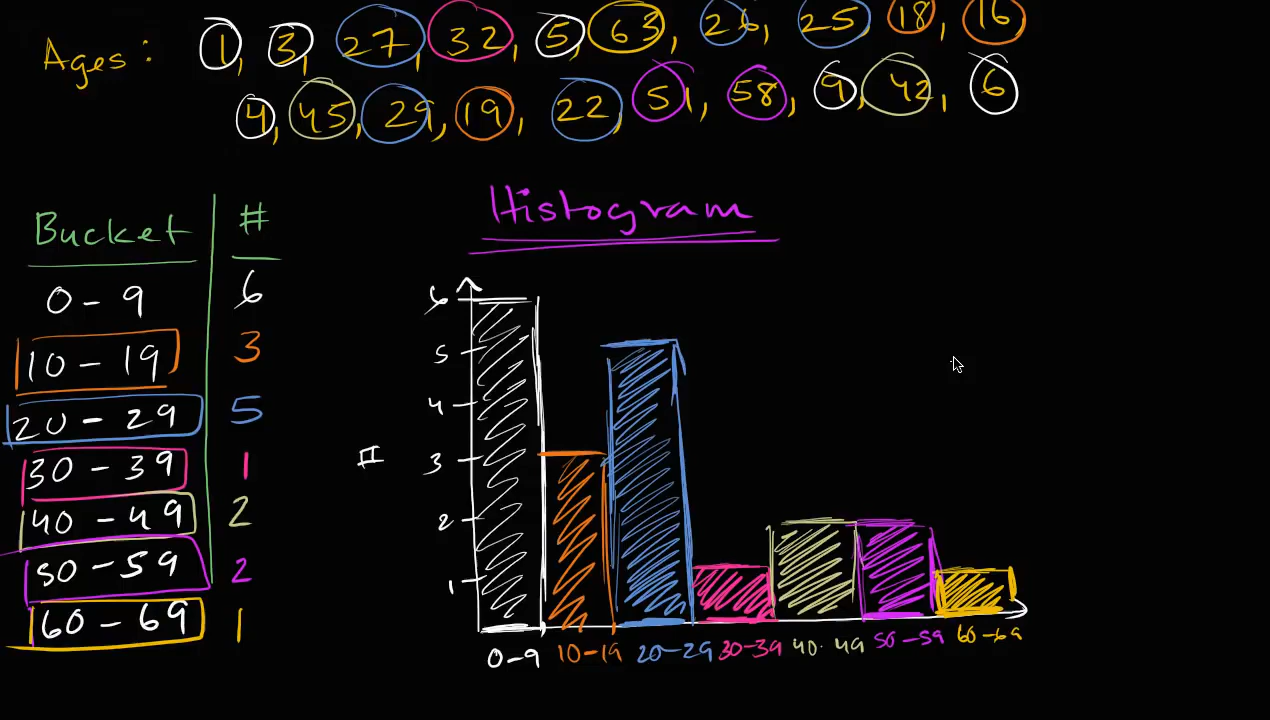 Ages: 1, 3, 27, 32, 5, 63, 26, 25, 18, 16
4, 45, 29, 19, 22, 51, 58, 9, 42, 6
Histogram
Bucket #
0-9 6
10-19 3
20-29 5
30-39 1
40-49 2
50-59 2
60-69 1
6
5
4
#
3
2
1
0-9 10-19 20-29 30-39 40-49 50-59 60-69